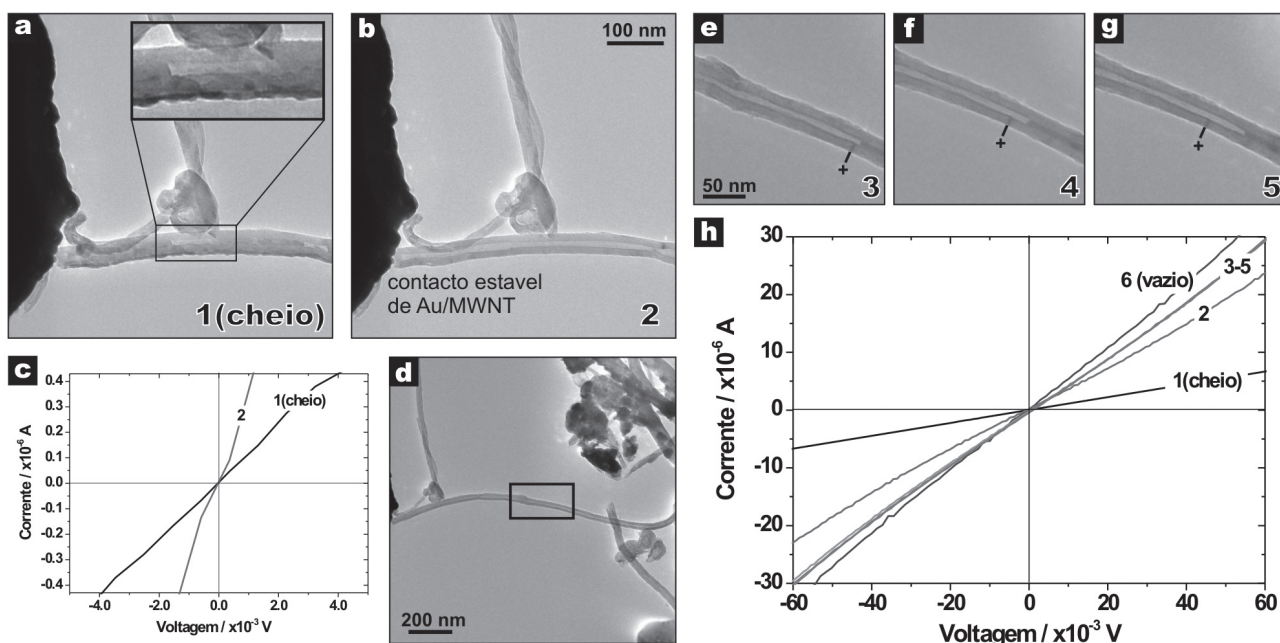 a
1(cheio)
b
100 nm
contacto estavel
de Au/MWNT
2
c
0.4
0.3
0.2
0.1
0.0
-0.1
-0.2
-0.3
-0.4
-4.0
-2.0
0.0
2.0
4.0
Corrente / x10⁻⁶ A
Voltagem / x10⁻³ V
2
1(cheio)
d
200 nm
e
50 nm
+
3
f
+
4
g
+
5
h
30
20
10
0
-10
-20
-30
-60
-40
-20
0
20
40
60
Corrente / x10⁻⁶ A
Voltagem / x10⁻³ V
6 (vazio)
3-5
2
1(cheio)